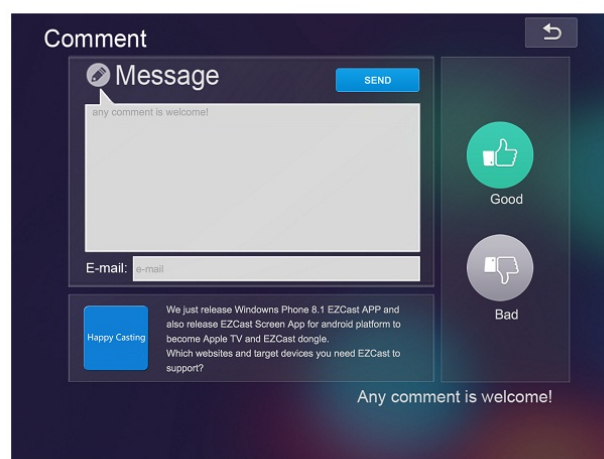 Comment
Message
SEND
any comment is welcome!
E-mail:
e-mail
Good
Bad
Happy Casting
We just release Windowns Phone 8.1 EZCast APP and
also release EZCast Screen App for android platform to
become Apple TV and EZCast dongle.
Which websites and target devices you need EZCast to
support?
Any comment is welcome!